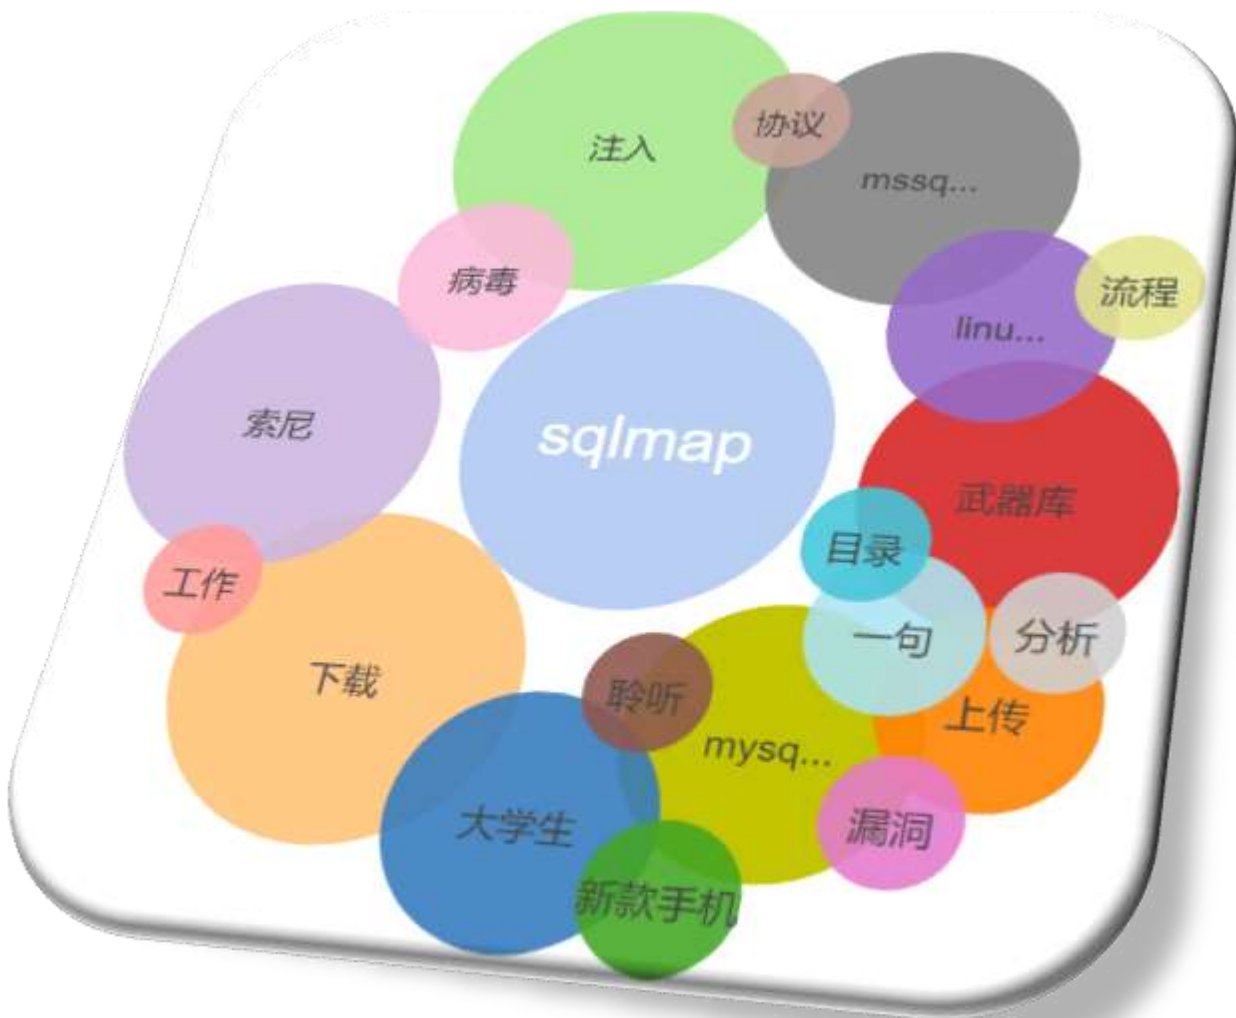 协议
注入
mssq...
病毒
流程
linu...
索尼
sqlmap
武器库
目录
工作
一句
分析
下载
聆听
上传
mysq...
大学生
漏洞
新款手机